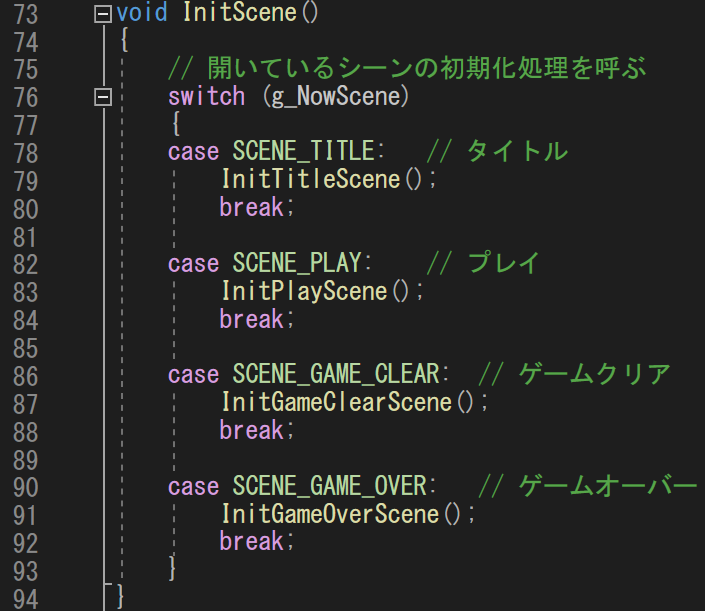 73 void InitScene()
74 {
75 // 開いているシーンの初期化処理を呼ぶ
76 switch (g_NowScene)
77 {
78 case SCENE_TITLE: // タイトル
79 InitTitleScene();
80 break;
81
82 case SCENE_PLAY: // プレイ
83 InitPlayScene();
84 break;
85
86 case SCENE_GAME_CLEAR: // ゲームクリア
87 InitGameClearScene();
88 break;
89
90 case SCENE_GAME_OVER: // ゲームオーバー
91 InitGameOverScene();
92 break;
93 }
94 }